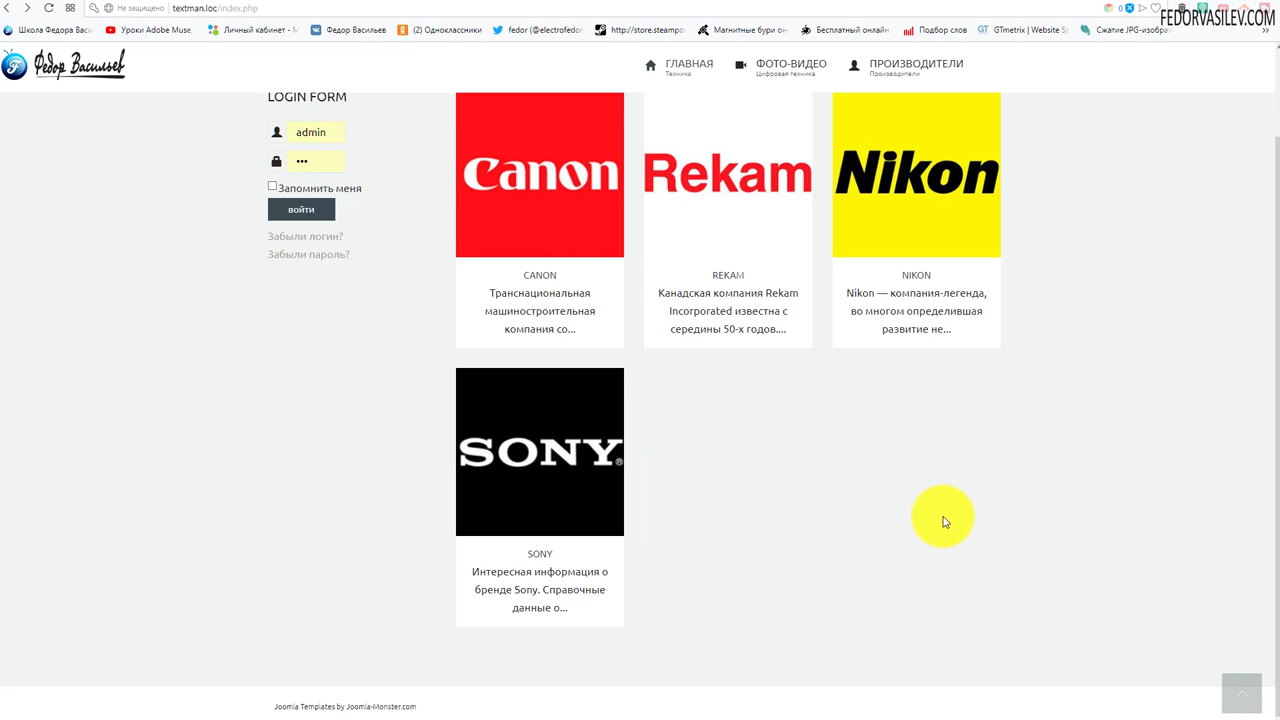 Не защищено
textman.loc/index.php
FEDORVASILEV.COM
Школа Федора Васи
Уроки Adobe Muse,
Личный кабинет - М
Федор Васильев
(2) Одноклассники
fedor (@electrofedor
http://store.steampo
Магнитные бури он
Бесплатный онлайн
Подбор слов
GTmetrix | Website S
Сжатие JPG-изобра
Федор Васильев
ГЛАВНАЯ
Техника
ФОТО-ВИДЕО
Цифровая техника
ПРОИЗВОДИТЕЛИ
Производители
LOGIN FORM
admin
•••
Запомнить меня
войти
Забыли логин?
Забыли пароль?
Canon
Rekam
Nikon
CANON
Транснациональная
машиностроительная
компания со...
REKAM
Канадская компания Rekam
Incorporated известна с
середины 50-х годов....
NIKON
Nikon — компания-легенда,
во многом определившая
развитие не...
SONY®
SONY
Интересная информация о
бренде Sony. Справочные
данные о...
Joomla Templates by Joomla-Monster.com